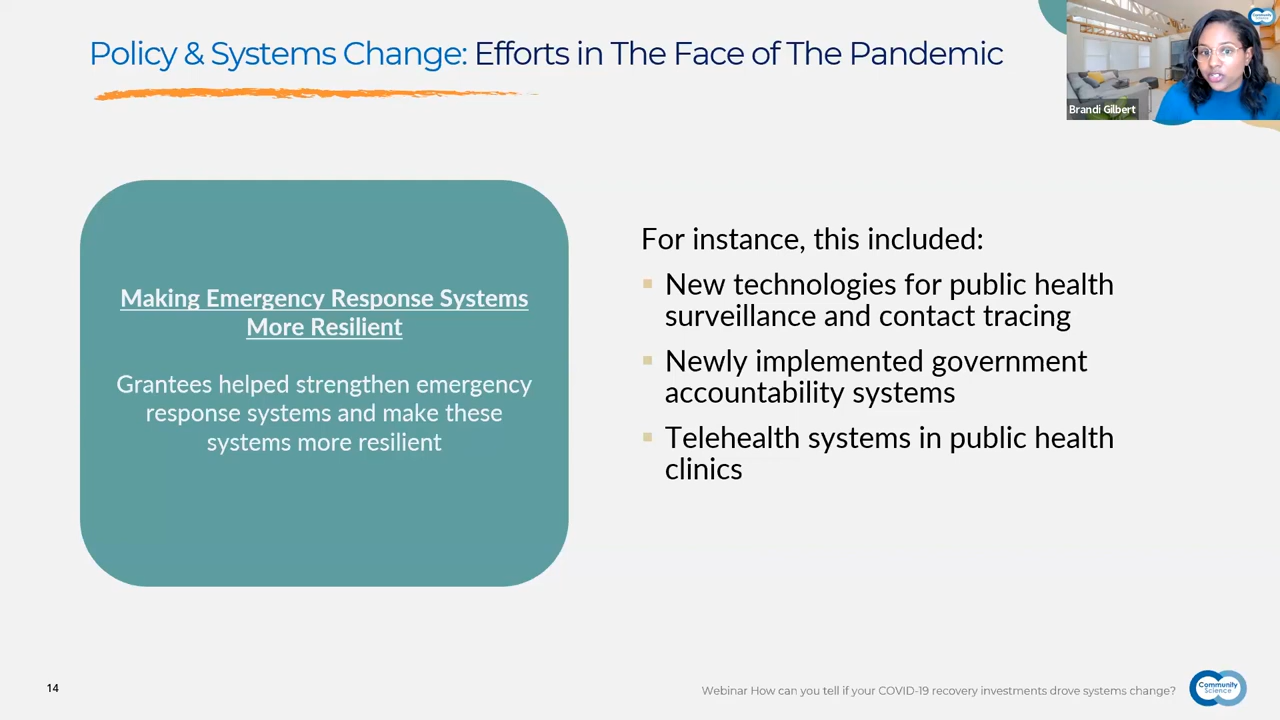 Policy & Systems Change: Efforts in The Face of The Pandemic
Community
Brandi Gilbert
Making Emergency Response Systems
More Resilient
Grantees helped strengthen emergency
response systems and make these
systems more resilient
For instance, this included:
New technologies for public health
surveillance and contact tracing
Newly implemented government
accountability systems
Telehealth systems in public health
clinics
14
Webinar How can you tell if your COVID-19 recovery investments drove systems change?
Community
Science